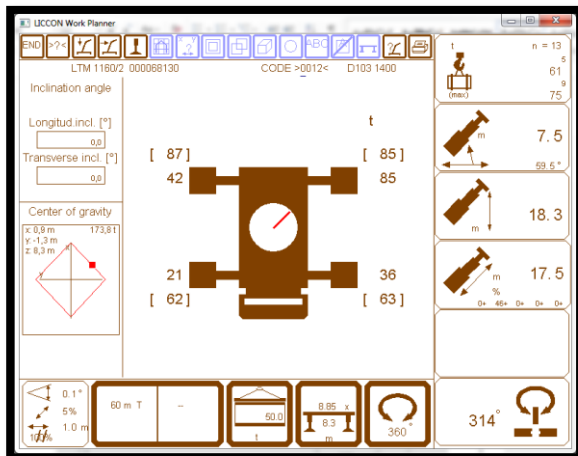 LICCON Work Planner
END >?< ABC
LTM 1160/2 000068130 CODE >0012< D103 1400
Inclination angle
Longitud.incl. [°]
0,0
Transverse incl. [°]
0,0
Center of gravity
x: 0,9 m 173,8 t
y: -1,3 m
z: 8,3 m
x
y
t
[ 87] [ 85]
42 85
21 36
[ 62] [ 63]
t n = 13
5
61
9
(max) 75
m 7.5
59.5°
m 18.3
m 17.5
%
0+ 46+ 0+ 0+ 0+
0.1°
5%
1.0 m
100%
60 m T --
50.0
t
8.85 x
8.3
m
360°
314°